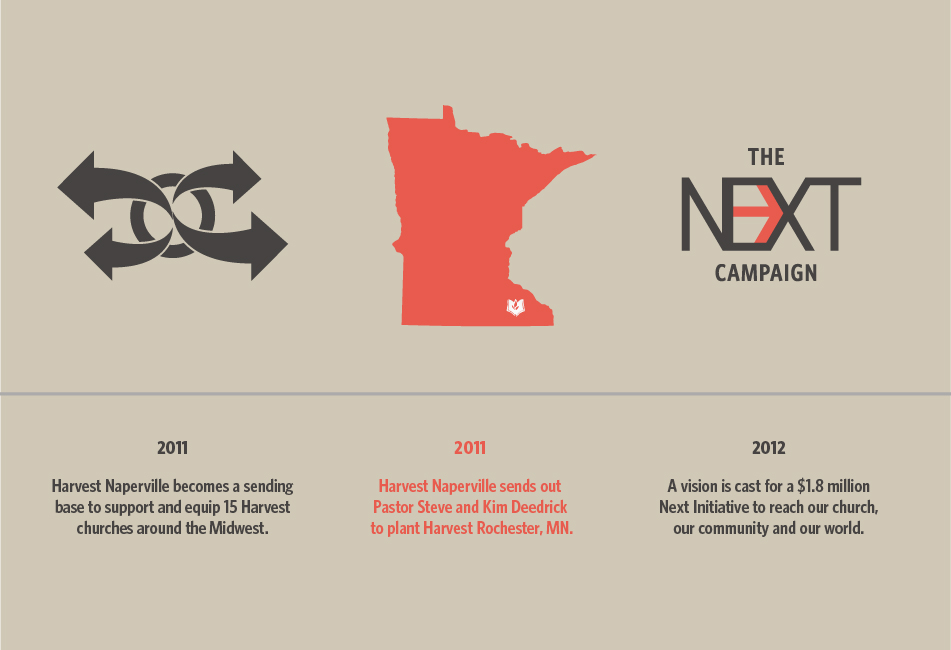 THE
NEXT
CAMPAIGN
2011
Harvest Naperville becomes a sending
base to support and equip 15 Harvest
churches around the Midwest.
2011
Harvest Naperville sends out
Pastor Steve and Kim Deedrick
to plant Harvest Rochester, MN.
2012
A vision is cast for a $1.8 million
Next Initiative to reach our church,
our community and our world.